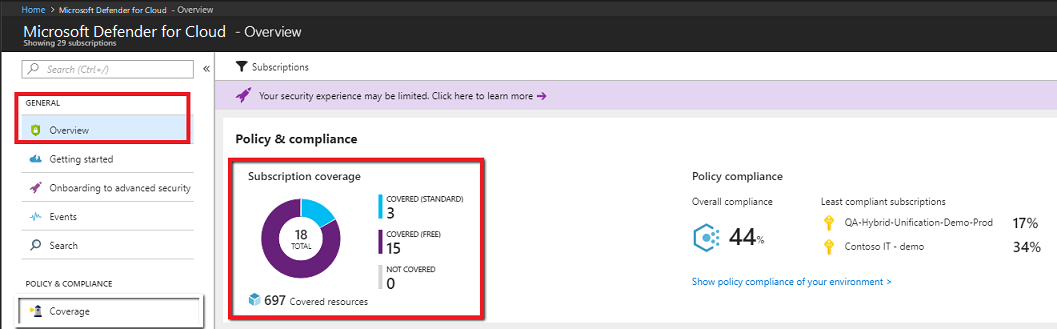 Home > Microsoft Defender for Cloud - Overview
Microsoft Defender for Cloud - Overview
Showing 29 subscriptions
Search (Ctrl+/)
«
GENERAL
Overview
Getting started
Onboarding to advanced security
Events
Search
POLICY & COMPLIANCE
Coverage
Subscriptions
Your security experience may be limited. Click here to learn more →
Policy & compliance
Subscription coverage
18
TOTAL
COVERED (STANDARD)
3
COVERED (FREE)
15
NOT COVERED
0
697 Covered resources
Policy compliance
Overall compliance
44%
Least compliant subscriptions
QA-Hybrid-Unification-Demo-Prod 17%
Contoso IT - demo 34%
Show policy compliance of your environment >